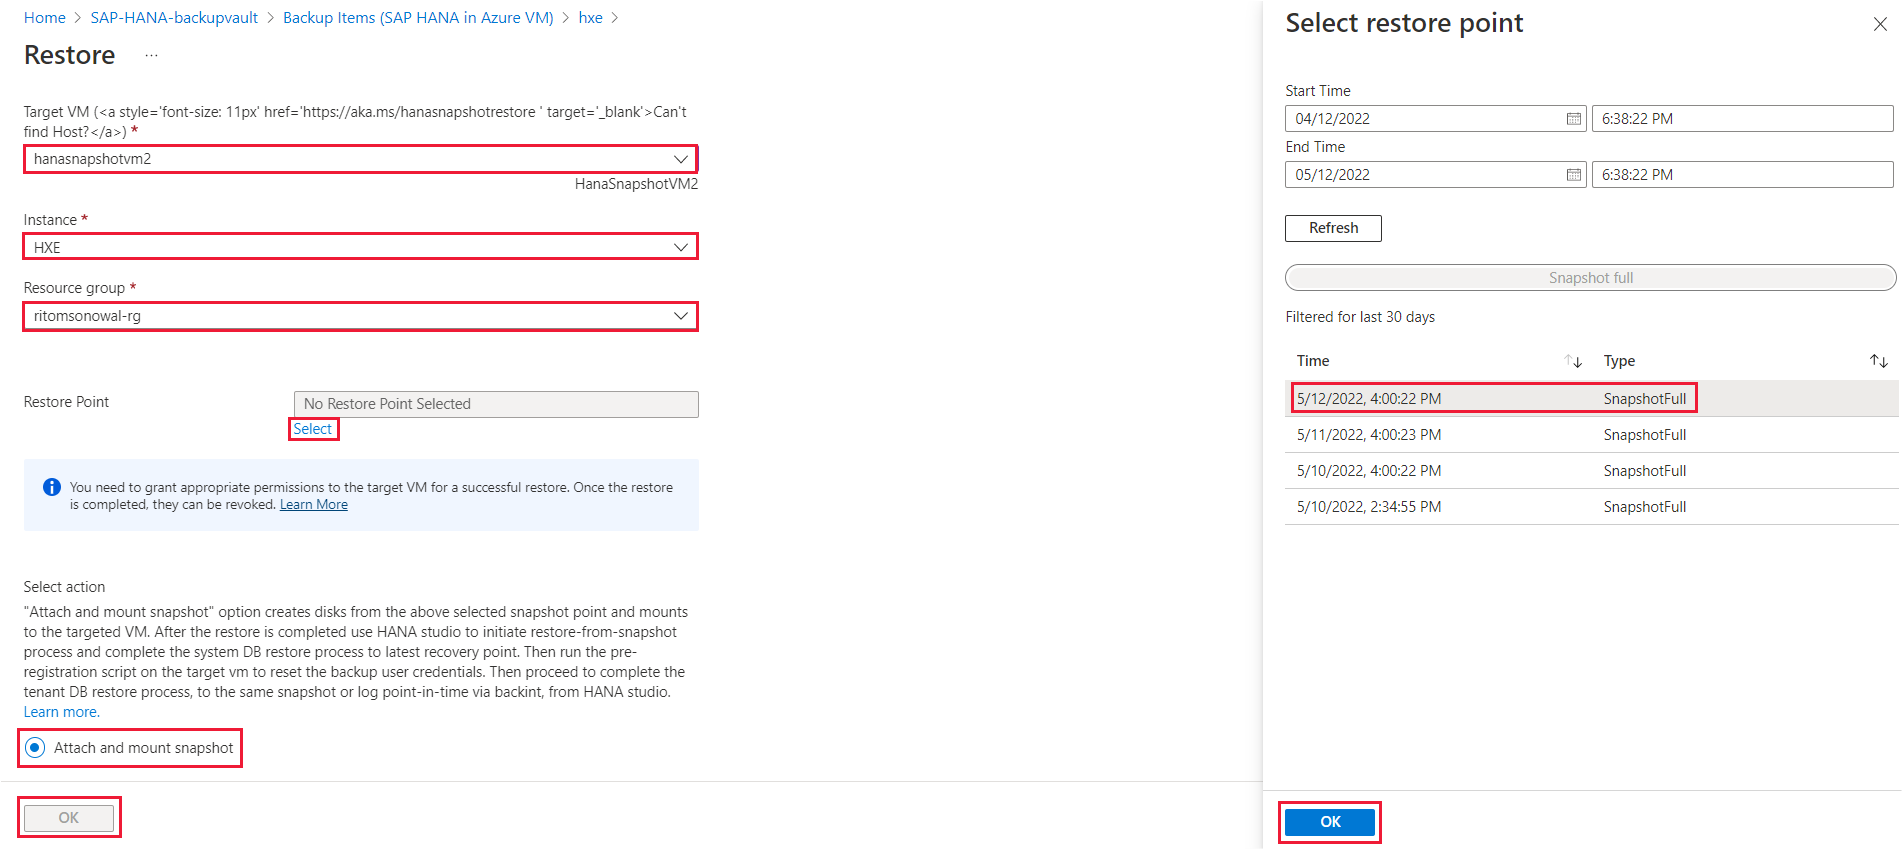 Home > SAP-HANA-backupvault > Backup Items (SAP HANA in Azure VM) > hxe >
Restore ...
Target VM (<a style='font-size: 11px' href='https://aka.ms/hanasnapshotrestore ' target='_blank'>Can't
find Host?</a>) *
hanasnapshotvm2
HanaSnapshotVM2
Instance *
HXE
Resource group *
ritomsonowal-rg
Restore Point
No Restore Point Selected
Select
You need to grant appropriate permissions to the target VM for a successful restore. Once the restore
is completed, they can be revoked. Learn More
Select action
"Attach and mount snapshot" option creates disks from the above selected snapshot point and mounts
to the targeted VM. After the restore is completed use HANA studio to initiate restore-from-snapshot
process and complete the system DB restore process to latest recovery point. Then run the pre-
registration script on the target vm to reset the backup user credentials. Then proceed to complete the
tenant DB restore process, to the same snapshot or log point-in-time via backint, from HANA studio.
Learn more.
Attach and mount snapshot
OK
Select restore point
Start Time
04/12/2022 6:38:22 PM
End Time
05/12/2022 6:38:22 PM
Refresh
Snapshot full
Filtered for last 30 days
Time Type
5/12/2022, 4:00:22 PM SnapshotFull
5/11/2022, 4:00:23 PM SnapshotFull
5/10/2022, 4:00:22 PM SnapshotFull
5/10/2022, 2:34:55 PM SnapshotFull
OK